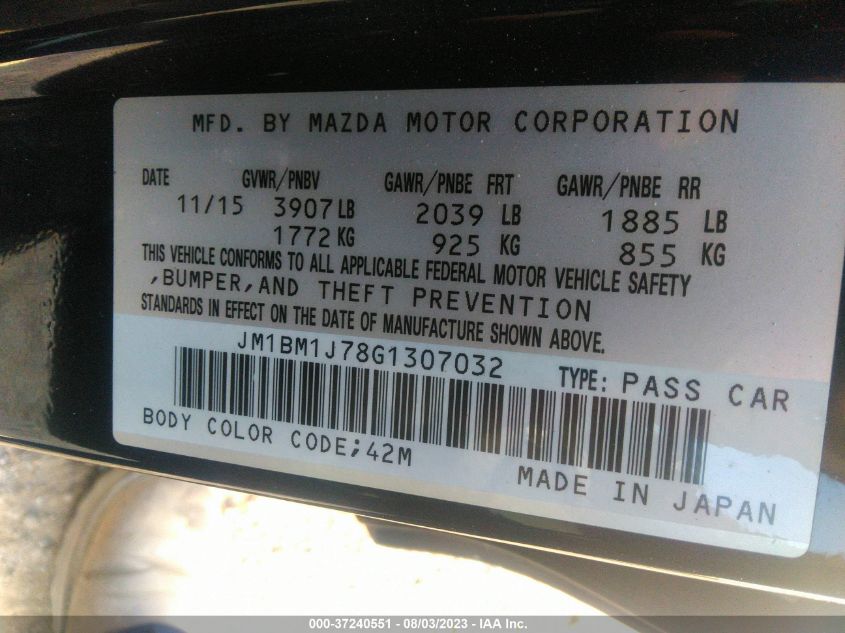 MFD. BY MAZDA MOTOR CORPORATION
DATE GVWR/PNBV GAWR/PNBE FRT GAWR/PNBE RR
11/15 3907 LB 2039 LB 1885 LB
1772 KG 925 KG 855 KG
THIS VEHICLE CONFORMS TO ALL APPLICABLE FEDERAL MOTOR VEHICLE SAFETY
,BUMPER,AND THEFT PREVENTION
STANDARDS IN EFFECT ON THE DATE OF MANUFACTURE SHOWN ABOVE.
JM1BM1J78G1307032 TYPE: PASS CAR
BODY COLOR CODE;42M
MADE IN JAPAN
000-37240551 - 08/03/2023 - IAA Inc.